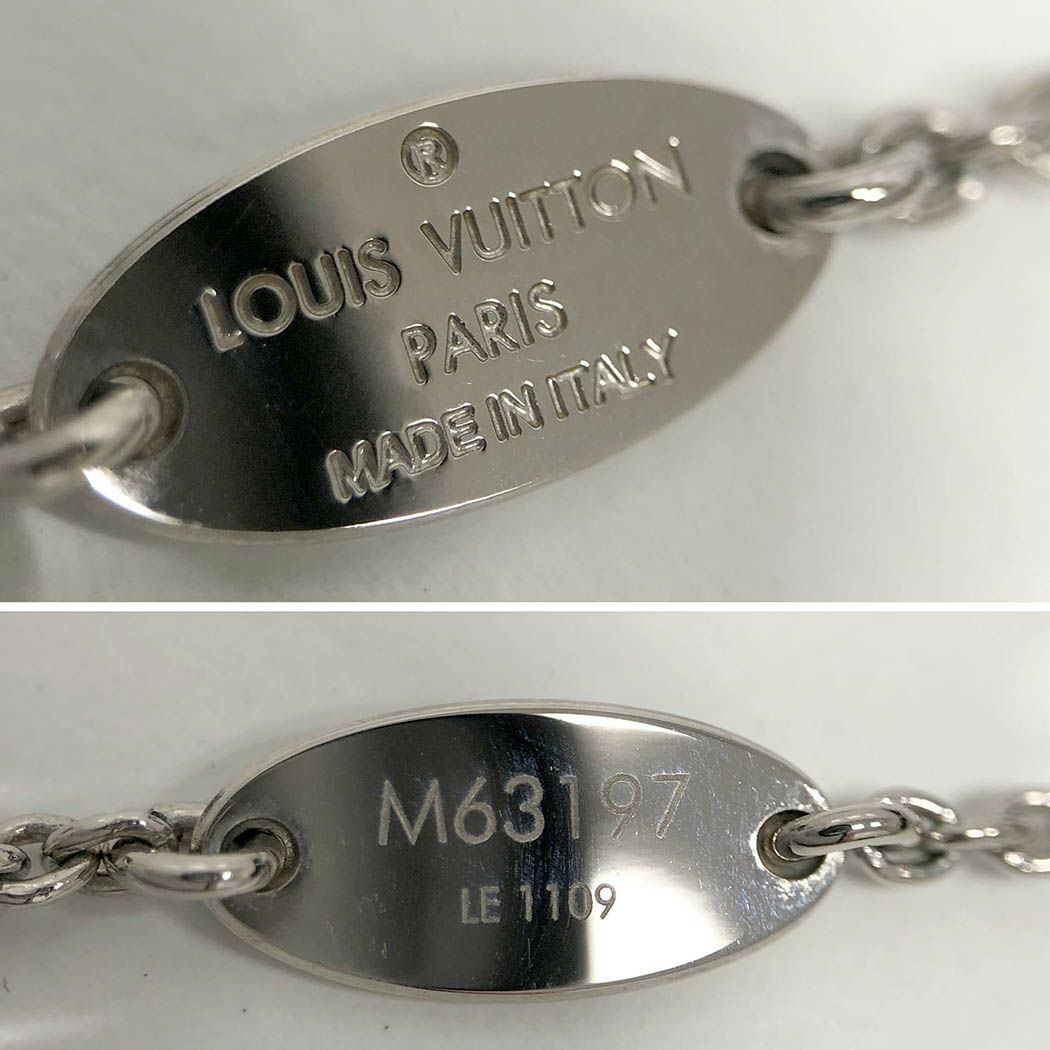 ®
LOUIS VUITTON
PARIS
MADE IN ITALY
M63197
LE 1109